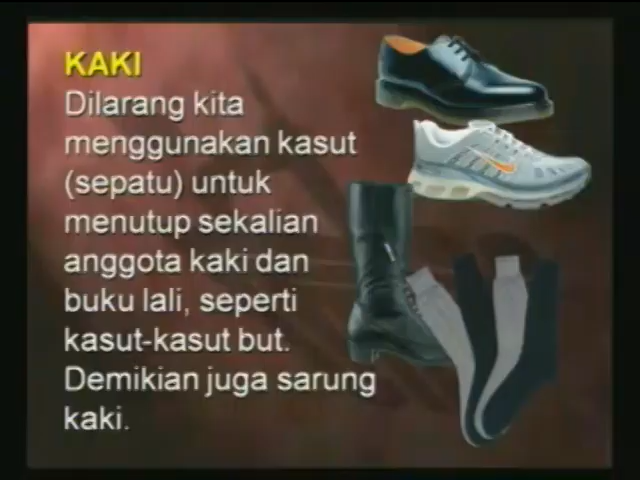 KAKI
Dilarang kita
menggunakan kasut
(sepatu) untuk
menutup sekalian
anggota kaki dan
buku lali, seperti
kasut-kasut but.
Demikian juga sarung
kaki.